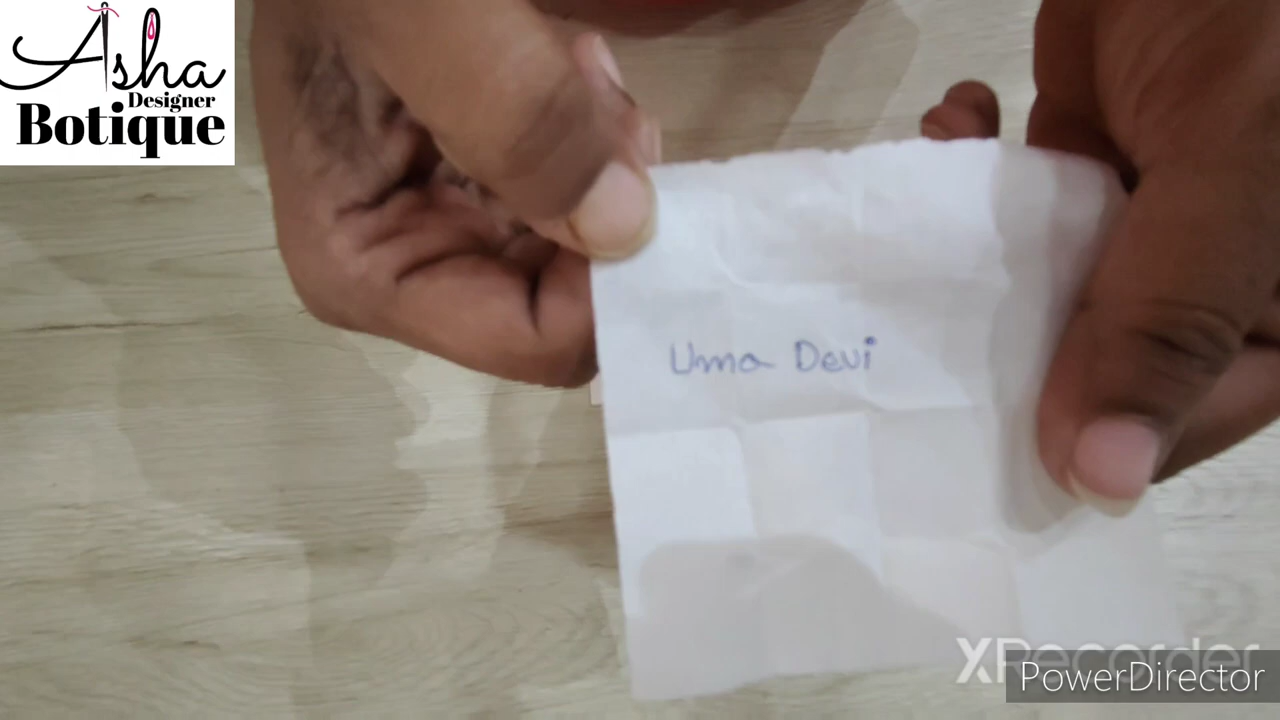 Asha
Designer
Botique
Uma Devi
XRecorder
PowerDirector